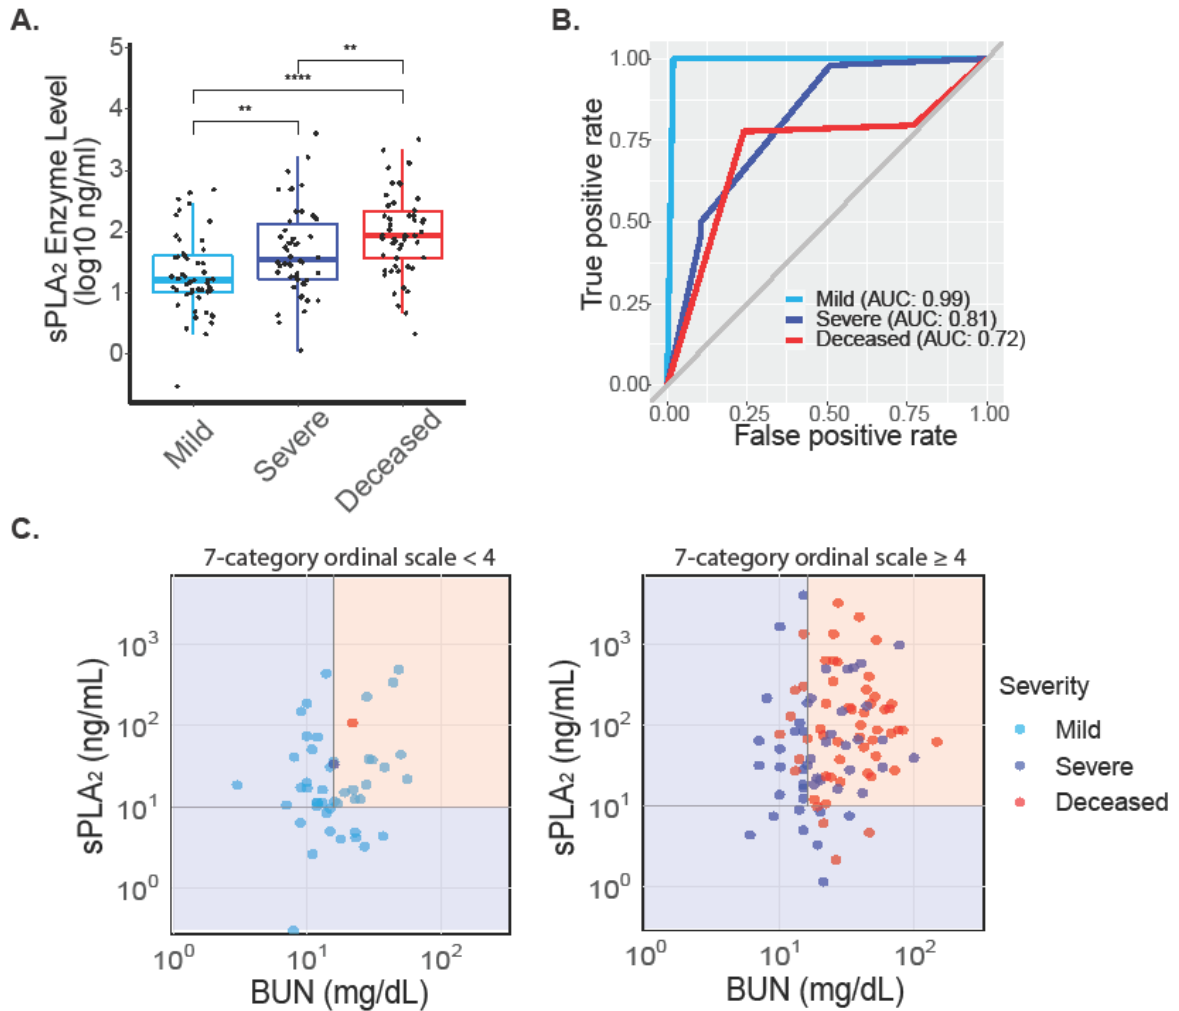 A.
sPLA₂ Enzyme Level
(log10 ng/ml)
5
4
3
2
1
0
**
****
**
Mild
Severe
Deceased
B.
True positive rate
1.00
0.75
0.50
0.25
0.00
Mild (AUC: 0.99)
Severe (AUC: 0.81)
Deceased (AUC: 0.72)
0.00 0.25 0.50 0.75 1.00
False positive rate
C.
7-category ordinal scale < 4
sPLA₂ (ng/mL)
10³
10²
10¹
10⁰
10⁰ 10¹ 10²
BUN (mg/dL)
7-category ordinal scale ≥ 4
sPLA₂ (ng/mL)
10³
10²
10¹
10⁰
10⁰ 10¹ 10²
BUN (mg/dL)
Severity
Mild
Severe
Deceased